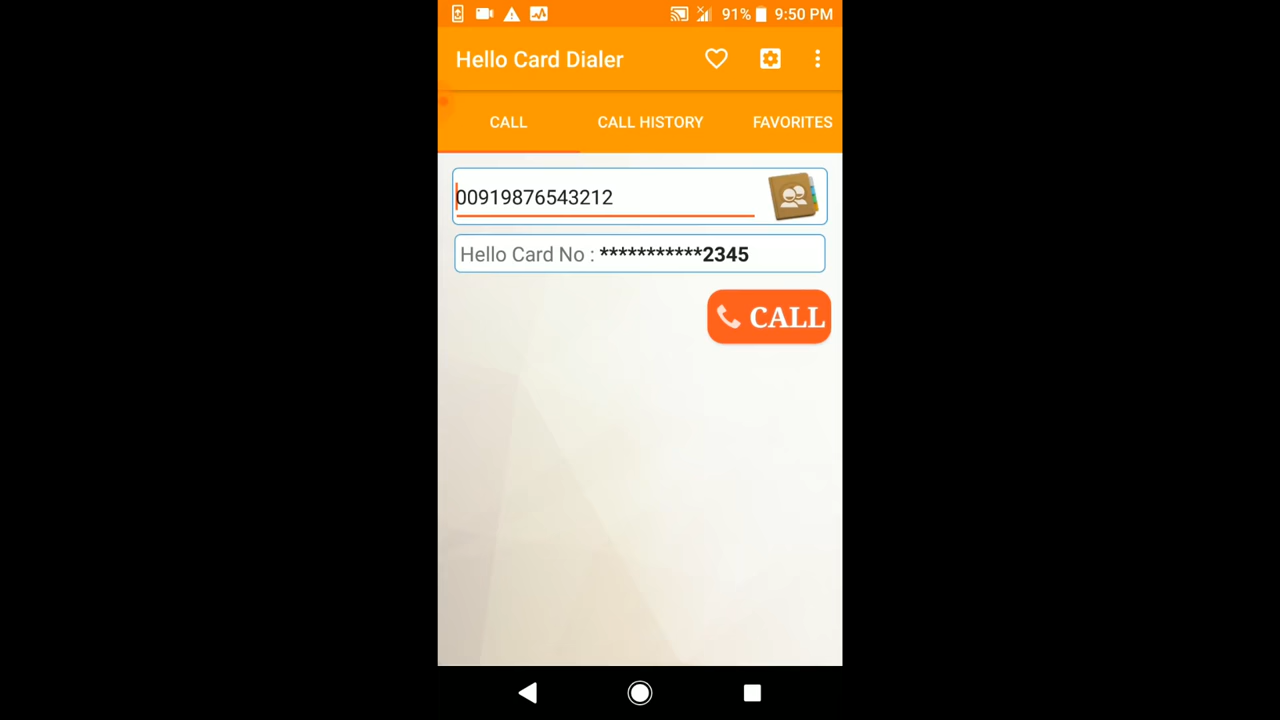 91% 9:50 PM
Hello Card Dialer
CALL CALL HISTORY FAVORITES
00919876543212
Hello Card No : ***********2345
CALL